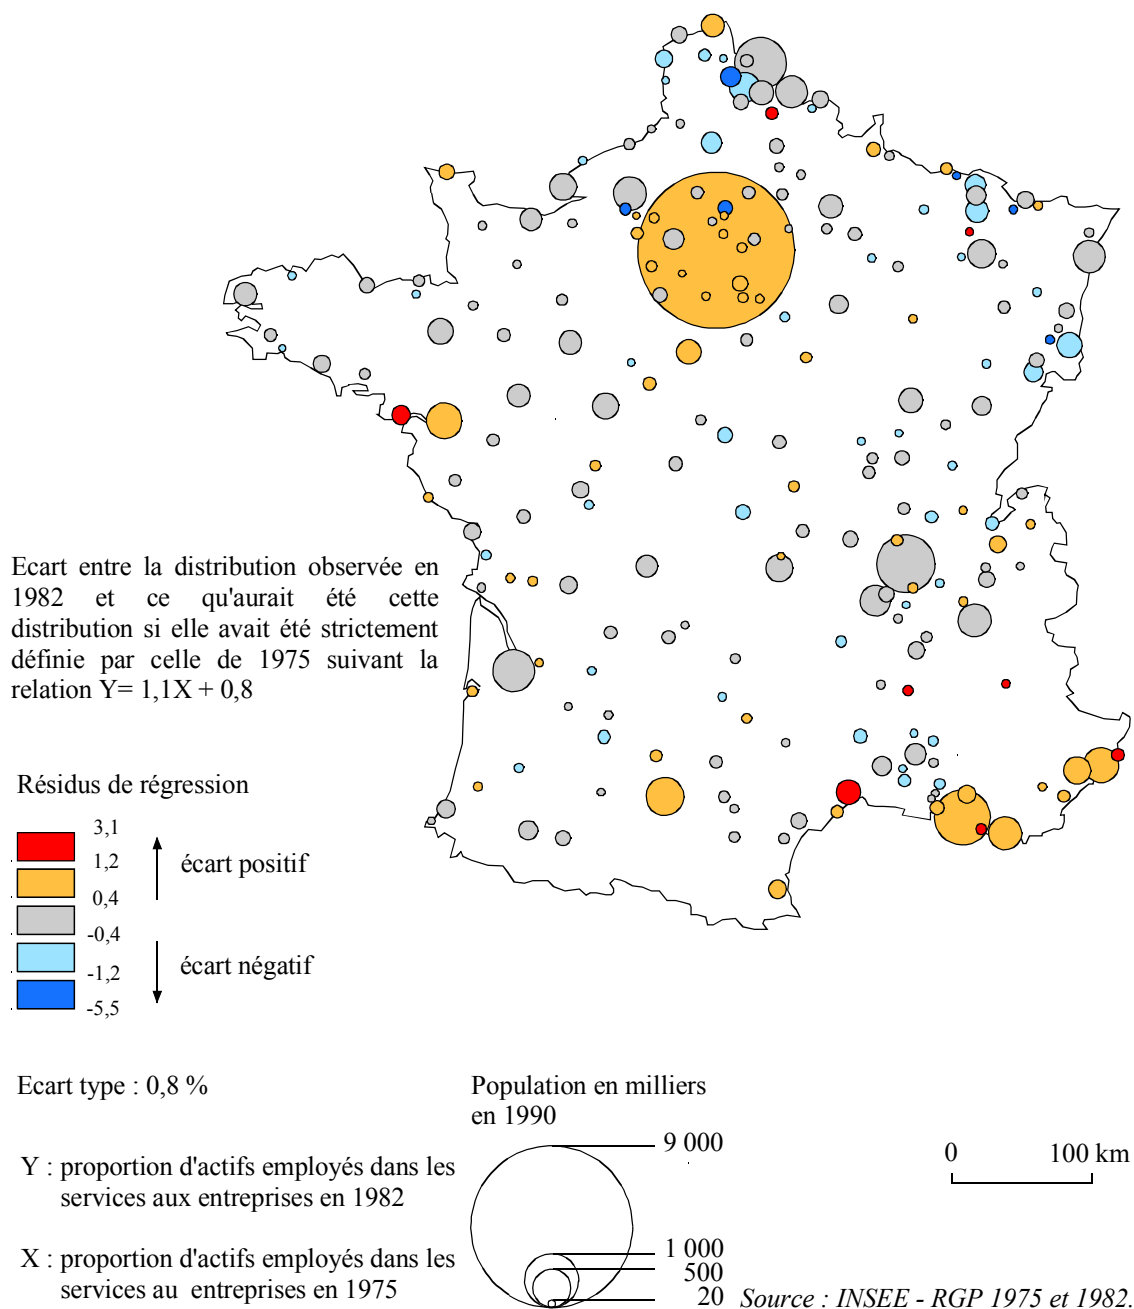 Ecart entre la distribution observée en
1982 et ce qu'aurait été cette
distribution si elle avait été strictement
définie par celle de 1975 suivant la
relation Y= 1,1X + 0,8
Résidus de régression
3,1
1,2
0,4
-0,4
-1,2
-5,5
écart positif
écart négatif
Ecart type : 0,8 %
Y : proportion d'actifs employés dans les
services aux entreprises en 1982
X : proportion d'actifs employés dans les
services au entreprises en 1975
Population en milliers
en 1990
9 000
1 000
500
20
0 100 km
Source : INSEE - RGP 1975 et 1982.